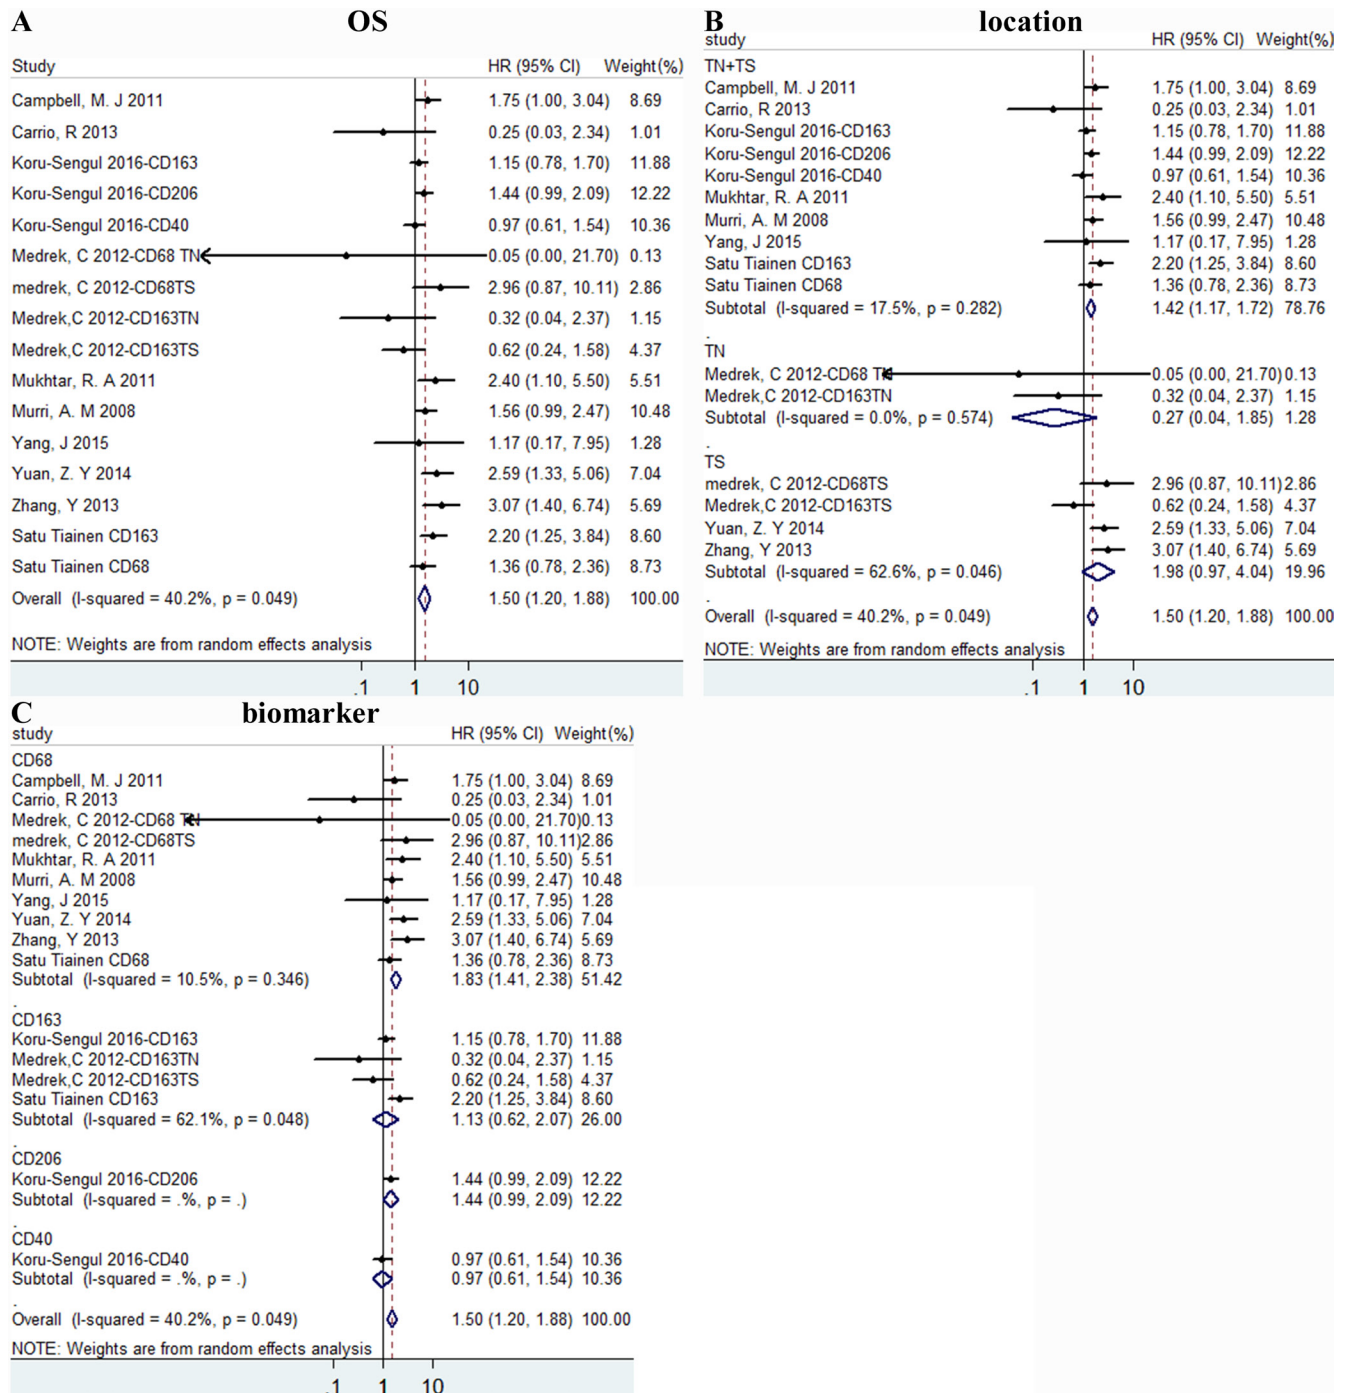 A OS
Study HR (95% CI) Weight(%)
Campbell, M. J 2011 1.75 (1.00, 3.04) 8.69
Carrio, R 2013 0.25 (0.03, 2.34) 1.01
Koru-Sengul 2016-CD163 1.15 (0.78, 1.70) 11.88
Koru-Sengul 2016-CD206 1.44 (0.99, 2.09) 12.22
Koru-Sengul 2016-CD40 0.97 (0.61, 1.54) 10.36
Medrek, C 2012-CD68 TN 0.05 (0.00, 21.70) 0.13
medrek, C 2012-CD68TS 2.96 (0.87, 10.11) 2.86
Medrek,C 2012-CD163TN 0.32 (0.04, 2.37) 1.15
Medrek,C 2012-CD163TS 0.62 (0.24, 1.58) 4.37
Mukhtar, R. A 2011 2.40 (1.10, 5.50) 5.51
Murri, A. M 2008 1.56 (0.99, 2.47) 10.48
Yang, J 2015 1.17 (0.17, 7.95) 1.28
Yuan, Z. Y 2014 2.59 (1.33, 5.06) 7.04
Zhang, Y 2013 3.07 (1.40, 6.74) 5.69
Satu Tiainen CD163 2.20 (1.25, 3.84) 8.60
Satu Tiainen CD68 1.36 (0.78, 2.36) 8.73
Overall (I-squared = 40.2%, p = 0.049) 1.50 (1.20, 1.88) 100.00
NOTE: Weights are from random effects analysis
.1 1 10
B location
study HR (95% CI) Weight(%)
TN+TS
Campbell, M. J 2011 1.75 (1.00, 3.04) 8.69
Carrio, R 2013 0.25 (0.03, 2.34) 1.01
Koru-Sengul 2016-CD163 1.15 (0.78, 1.70) 11.88
Koru-Sengul 2016-CD206 1.44 (0.99, 2.09) 12.22
Koru-Sengul 2016-CD40 0.97 (0.61, 1.54) 10.36
Mukhtar, R. A 2011 2.40 (1.10, 5.50) 5.51
Murri, A. M 2008 1.56 (0.99, 2.47) 10.48
Yang, J 2015 1.17 (0.17, 7.95) 1.28
Satu Tiainen CD163 2.20 (1.25, 3.84) 8.60
Satu Tiainen CD68 1.36 (0.78, 2.36) 8.73
Subtotal (I-squared = 17.5%, p = 0.282) 1.42 (1.17, 1.72) 78.76
.
TN
Medrek, C 2012-CD68 TN 0.05 (0.00, 21.70) 0.13
Medrek,C 2012-CD163TN 0.32 (0.04, 2.37) 1.15
Subtotal (I-squared = 0.0%, p = 0.574) 0.27 (0.04, 1.85) 1.28
.
TS
medrek, C 2012-CD68TS 2.96 (0.87, 10.11) 2.86
Medrek,C 2012-CD163TS 0.62 (0.24, 1.58) 4.37
Yuan, Z. Y 2014 2.59 (1.33, 5.06) 7.04
Zhang, Y 2013 3.07 (1.40, 6.74) 5.69
Subtotal (I-squared = 62.6%, p = 0.046) 1.98 (0.97, 4.04) 19.96
.
Overall (I-squared = 40.2%, p = 0.049) 1.50 (1.20, 1.88) 100.00
NOTE: Weights are from random effects analysis
.1 1 10
C biomarker
study HR (95% CI) Weight(%)
CD68
Campbell, M. J 2011 1.75 (1.00, 3.04) 8.69
Carrio, R 2013 0.25 (0.03, 2.34) 1.01
Medrek, C 2012-CD68 TN 0.05 (0.00, 21.70) 0.13
medrek, C 2012-CD68TS 2.96 (0.87, 10.11) 2.86
Mukhtar, R. A 2011 2.40 (1.10, 5.50) 5.51
Murri, A. M 2008 1.56 (0.99, 2.47) 10.48
Yang, J 2015 1.17 (0.17, 7.95) 1.28
Yuan, Z. Y 2014 2.59 (1.33, 5.06) 7.04
Zhang, Y 2013 3.07 (1.40, 6.74) 5.69
Satu Tiainen CD68 1.36 (0.78, 2.36) 8.73
Subtotal (I-squared = 10.5%, p = 0.346) 1.83 (1.41, 2.38) 51.42
.
CD163
Koru-Sengul 2016-CD163 1.15 (0.78, 1.70) 11.88
Medrek,C 2012-CD163TN 0.32 (0.04, 2.37) 1.15
Medrek,C 2012-CD163TS 0.62 (0.24, 1.58) 4.37
Satu Tiainen CD163 2.20 (1.25, 3.84) 8.60
Subtotal (I-squared = 62.1%, p = 0.048) 1.13 (0.62, 2.07) 26.00
.
CD206
Koru-Sengul 2016-CD206 1.44 (0.99, 2.09) 12.22
Subtotal (I-squared = .%, p = .) 1.44 (0.99, 2.09) 12.22
.
CD40
Koru-Sengul 2016-CD40 0.97 (0.61, 1.54) 10.36
Subtotal (I-squared = .%, p = .) 0.97 (0.61, 1.54) 10.36
.
Overall (I-squared = 40.2%, p = 0.049) 1.50 (1.20, 1.88) 100.00
NOTE: Weights are from random effects analysis
.1 1 10